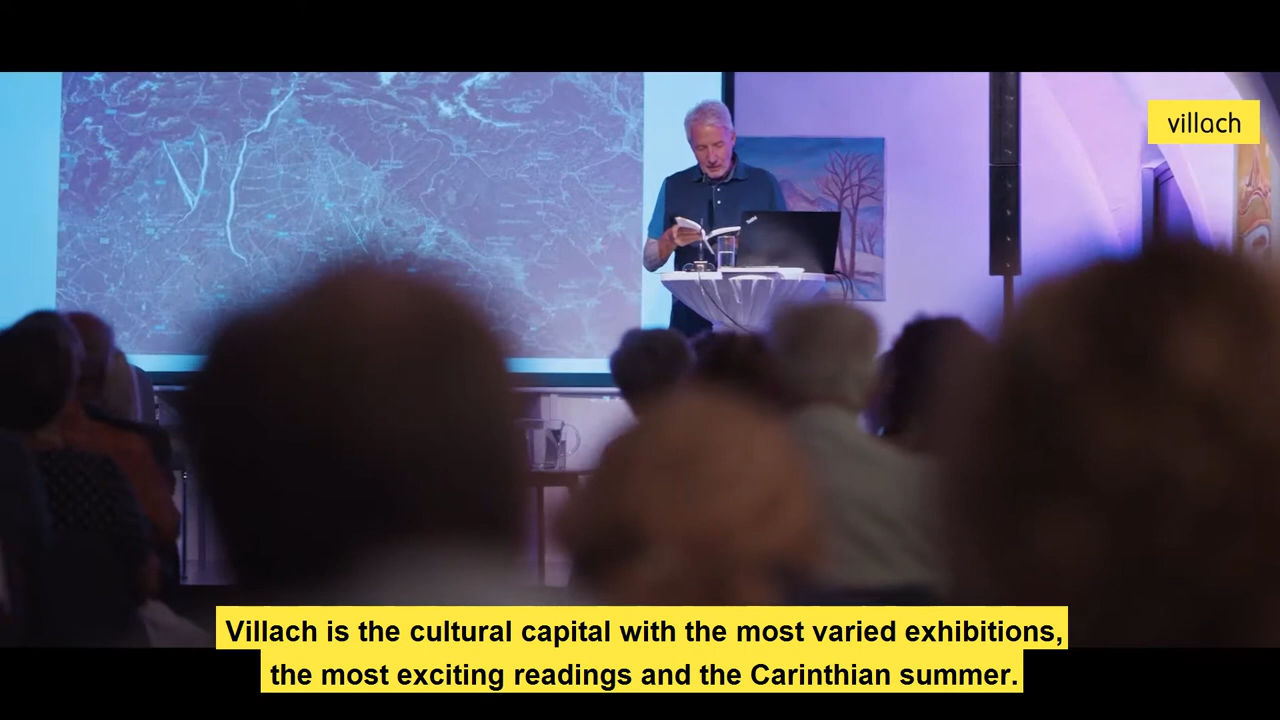 villach
Villach is the cultural capital with the most varied exhibitions,
the most exciting readings and the Carinthian summer.